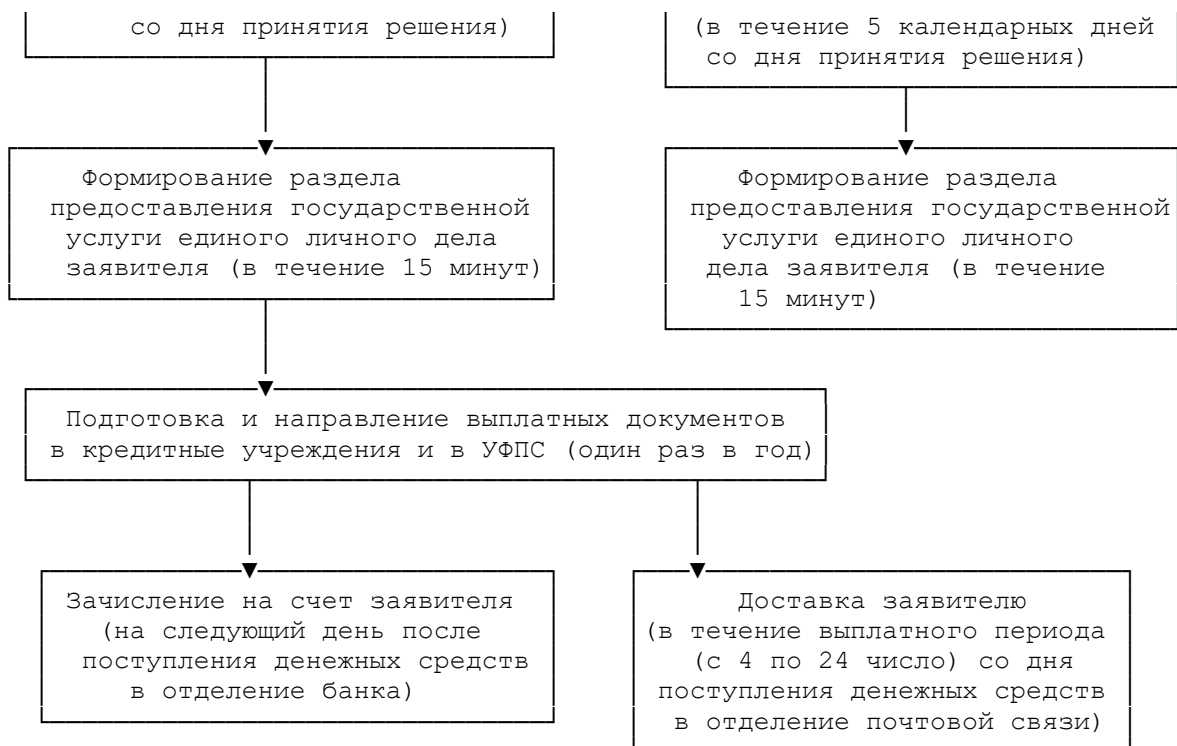 со дня принятия решения)
(в течение 5 календарных дней
со дня принятия решения)
Формирование раздела
предоставления государственной
услуги единого личного дела
заявителя (в течение 15 минут)
Формирование раздела
предоставления государственной
услуги единого личного
дела заявителя (в течение
15 минут)
Подготовка и направление выплатных документов
в кредитные учреждения и в УФПС (один раз в год)
Зачисление на счет заявителя
(на следующий день после
поступления денежных средств
в отделение банка)
Доставка заявителю
(в течение выплатного периода
(с 4 по 24 число) со дня
поступления денежных средств
в отделение почтовой связи)